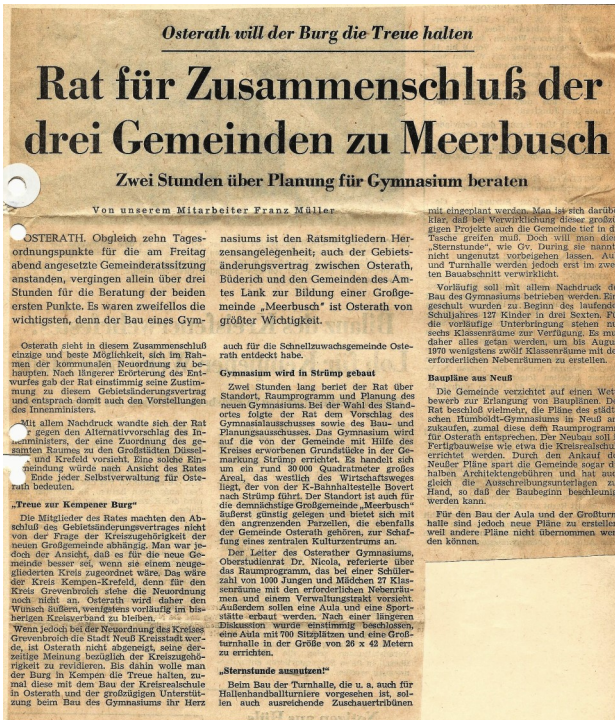 Osterath will der Burg die Treue halten
Rat für Zusammenschluß der
drei Gemeinden zu Meerbusch
Zwei Stunden über Planung für Gymnasium beraten
Von unserem Mitarbeiter Franz Müller
OSTERATH. Obgleich zehn Tages-
ordnungspunkte für die am Freitag
abend angesetzte Gemeinderatssitzung
anstanden, vergingen allein über drei
Stunden für die Beratung der beiden
ersten Punkte. Es waren zweifellos die
wichtigsten, denn der Bau eines Gym-
nasiums ist den Ratsmitgliedern Her-
zensangelegenheit; auch der Gebiets-
änderungsvertrag zwischen Osterath,
Büderich und den Gemeinden des Am-
tes Lank zur Bildung einer Großge-
meinde „Meerbusch" ist Osterath von
größter Wichtigkeit.
Osterath sieht in diesem Zusammenschluß
einzige und beste Möglichkeit, sich im Rah-
men der kommunalen Neuordnung zu be-
haupten. Nach längerer Erörterung des Ent-
wurfes gab der Rat einstimmig seine Zustim-
mung zu diesem Gebietsänderungsvertrag
und entsprach damit auch den Vorstellungen
des Innenministers.
Mit allem Nachdruck wandte sich der Rat
gegen den Alternativvorschlag des In-
ministers, der eine Zuordnung des ge-
samten Raumes zu den Großstädten Düssel-
und Krefeld vorsieht. Eine solche Ein-
meindung würde nach Ansicht des Rates
Ende jeder Selbstverwaltung für Oste-
rath bedeuten.
„Treue zur Kempener Burg"
Die Mitglieder des Rates machten den Ab-
schluß des Gebietsänderungsvertrages nicht
von der Frage der Kreiszugehörigkeit der
neuen Großgemeinde abhängig. Man war je-
doch der Ansicht, daß es für die neue Ge-
meinde besser sei, wenn sie einem neuge-
gliederten Kreis zugeordnet wäre. Das wäre
der Kreis Kempen-Krefeld, denn für den
Kreis Grevenbroich stehe die Neuordnung
noch nicht an. Osterath wird daher den
Wunsch äußern, wenigstens vorläufig im bis-
herigen Kreisverband zu bleiben.
Wenn jedoch bei der Neuordnung des Kreises
Grevenbroich die Stadt Neuß Kreisstadt wer-
de, ist Osterath nicht abgeneigt, seine der-
zeitige Meinung bezüglich der Kreiszugehö-
rigkeit zu revidieren. Bis dahin wolle man
der Burg in Kempen die Treue halten, zu-
mal diese mit dem Bau der Kreisrealschule
in Osterath und der großzügigen Unterstüt-
zung beim Bau des Gymnasiums ihr Herz
auch für die Schnellzuwachsgemeinde Oste-
rath entdeckt habe.
Gymnasium wird in Strümp gebaut
Zwei Stunden lang beriet der Rat über
Standort, Raumprogramm und Planung des
neuen Gymnasiums. Bei der Wahl des Stand-
ortes folgte der Rat dem Vorschlag des
Gymnasialausschusses sowie des Bau- und
Planungsausschusses. Das Gymnasium wird
auf die von der Gemeinde mit Hilfe des
Kreises erworbenen Grundstücke in der Ge-
markung Strümp errichtet. Es handelt sich
um ein rund 30 000 Quadratmeter großes
Areal, das westlich des Wirtschaftsweges
liegt, der von der K-Bahnhaltestelle Bovert
nach Strümp führt. Der Standort ist auch für
die demnächstige Großgemeinde „Meerbusch"
äußerst günstig gelegen und bietet sich mit
den angrenzenden Parzellen, die ebenfalls
der Gemeinde Osterath gehören, zur Schaf-
fung eines zentralen Kulturzentrums an.
Der Leiter des Osterather Gymnasiums,
Oberstudienrat Dr. Nicola, referierte über
das Raumprogramm, das bei einer Schüler-
zahl von 1000 Jungen und Mädchen 27 Klas-
senräume mit den erforderlichen Nebenräu-
men und einem Verwaltungstrakt vorsieht.
Außerdem sollen eine Aula und eine Sport-
stätte erbaut werden. Nach einer längeren
Diskussion wurde einstimmig beschlossen,
eine Aula mit 700 Sitzplätzen und eine Groß-
turnhalle in der Größe von 26 x 42 Metern
zu errichten.
„Sternstunde ausnutzen!"
Beim Bau der Turnhalle, die u. a. auch für
Hallenhandballturniere vorgesehen ist, sol-
len auch ausreichende Zuschauertribünen
mit eingeplant werden. Man ist sich darübe
klar, daß bei Verwirklichung dieser großzü
gigen Projekte auch die Gemeinde tief in d
Tasche greifen muß. Doch will man dies
„Sternstunde", wie Gv. During sie nannt
nicht ungenutzt vorbeigehen lassen. Au
und Turnhalle werden jedoch erst im zwe
ten Bauabschnitt verwirklicht.
Vorläufig soll mit allem Nachdruck de
Bau des Gymnasiums betrieben werden. Ein
geschult wurden zu Beginn des laufend
Schuljahres 127 Kinder in drei Sexten. Fü
die vorläufige Unterbringung stehen nu
sechs Klassenräume zur Verfügung. Es mu
daher alles getan werden, um bis Augu
1970 wenigstens zwölf Klassenräume mit de
erforderlichen Nebenräumen zu erstellen.
Baupläne aus Neuß
Die Gemeinde verzichtet auf einen Wett
bewerb zur Erlangung von Bauplänen. D
Rat beschloß vielmehr, die Pläne des städt
schen Humboldt-Gymnasiums in Neuß an
zukaufen, zumal diese dem Raumprogram
für Osterath entsprechen. Der Neubau soll
Fertigbauweise wie etwa die Kreisrealschu
errichtet werden. Durch den Ankauf d
Neußer Pläne spart die Gemeinde sogar d
halben Architektengebühren und hat zu
gleich die Ausschreibungsunterlagen zu
Hand, so daß der Baubeginn beschleun
werden kann.
Für den Bau der Aula und der Großturn
halle sind jedoch neue Pläne zu erstelle
weil andere Pläne nicht übernommen wer
den können.